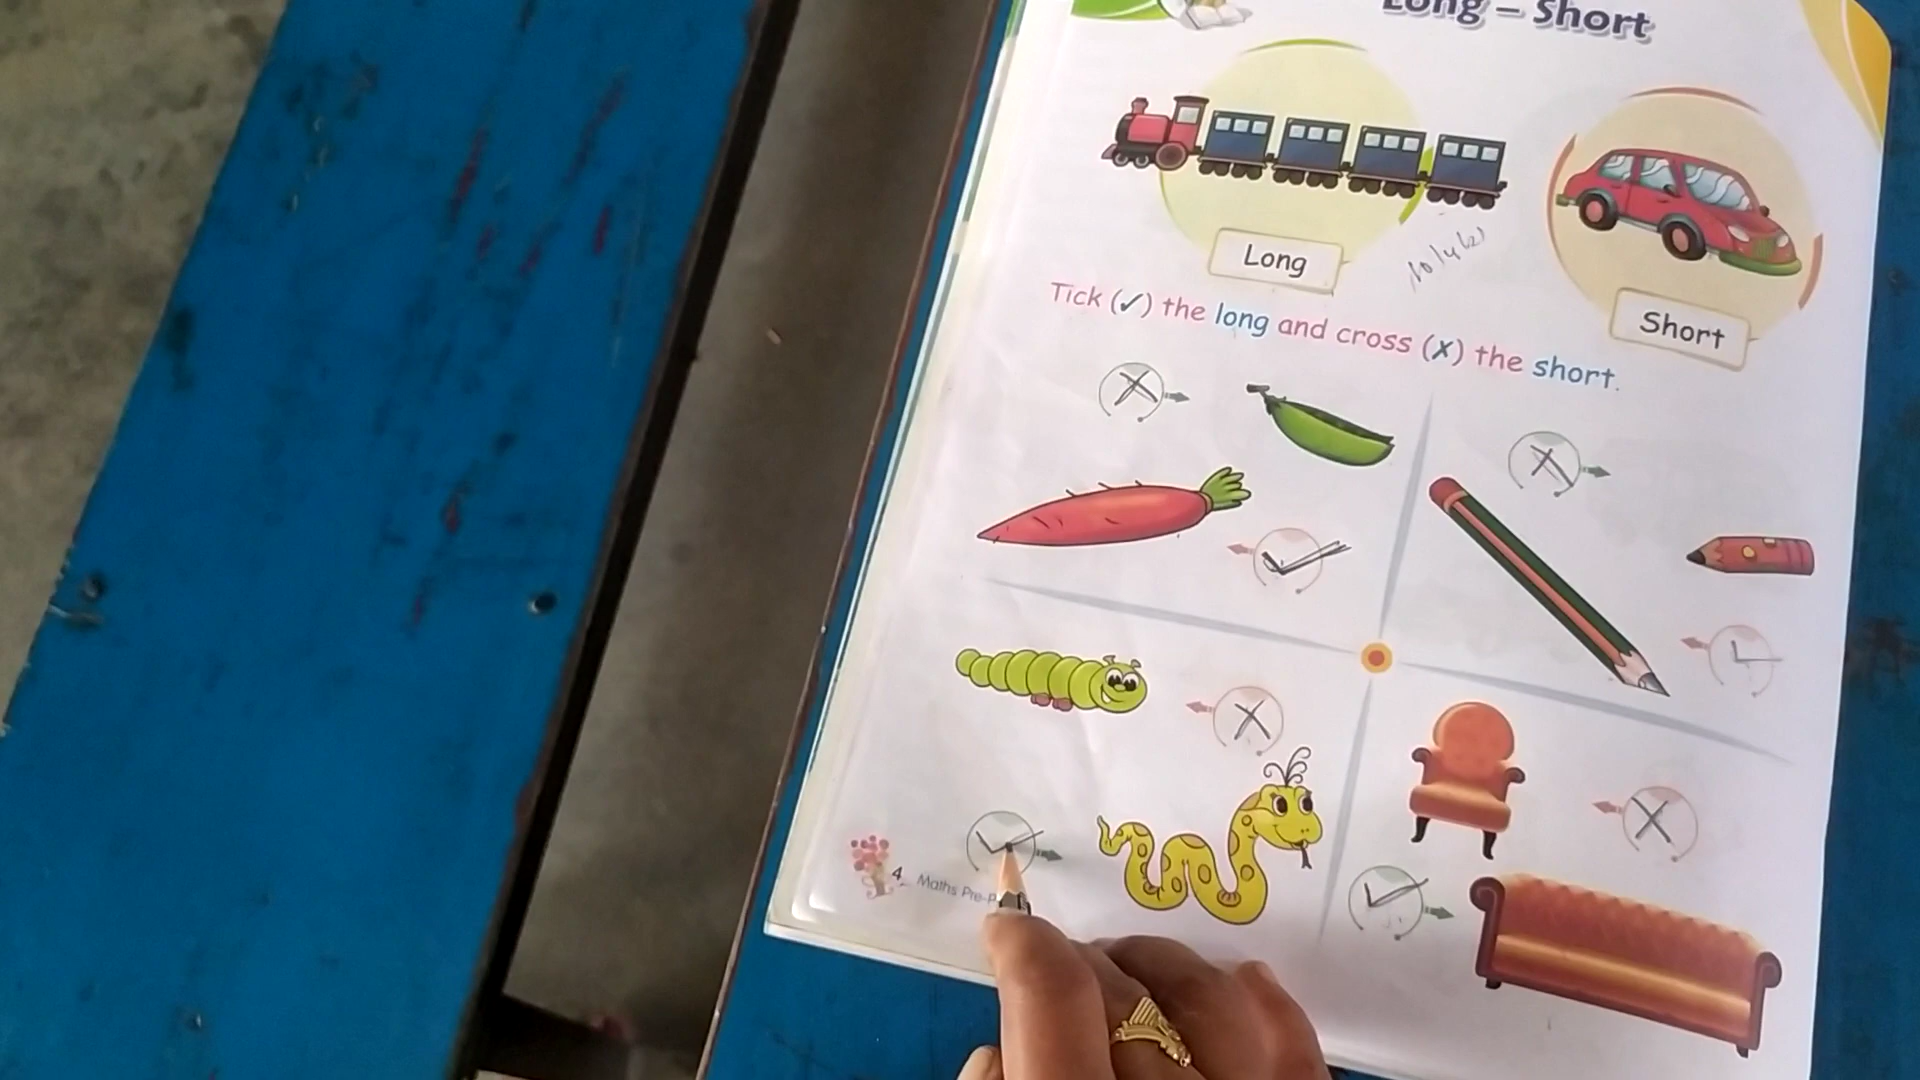 Long – Short
Long
Short
Tick (✓) the long and cross (✗) the short.
4 Maths Pre-P